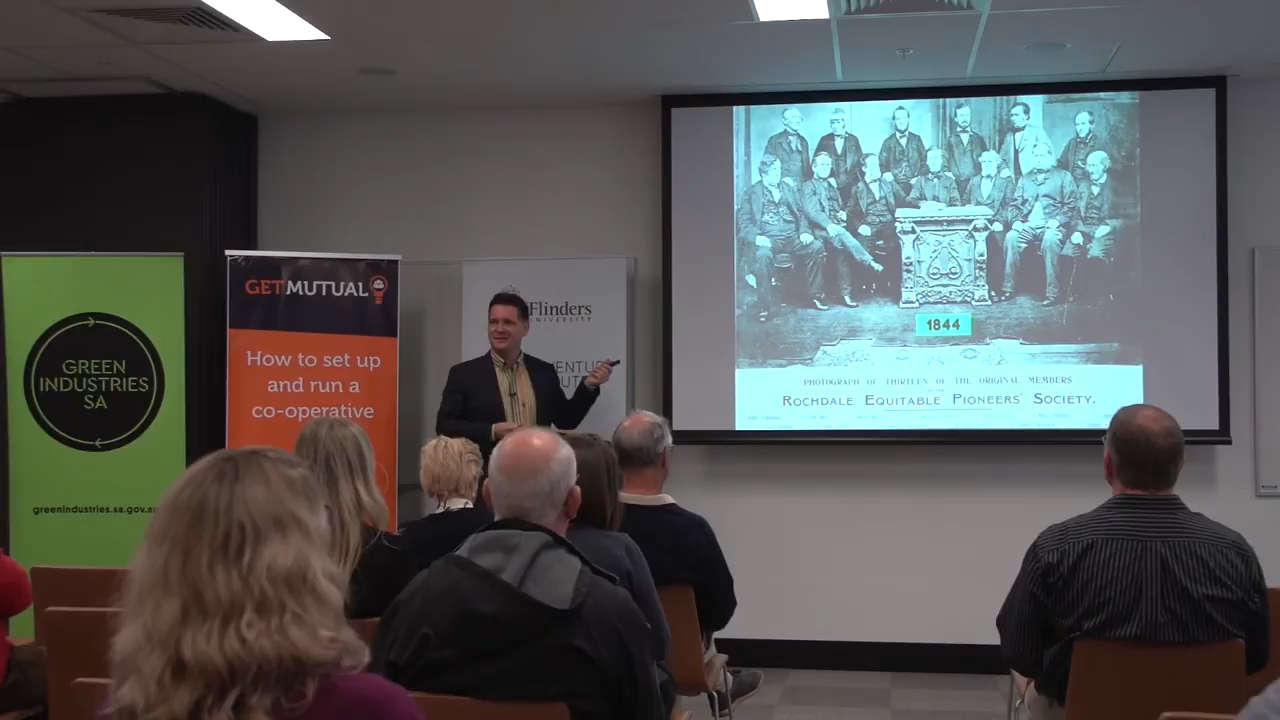 GREEN
INDUSTRIES
SA
greenindustries.sa.gov.a
GETMUTUAL
How to set up
and run a
co-operative
Flinders
UNIVERSITY
1844
PHOTOGRAPH OF THIRTEEN OF THE ORIGINAL MEMBERS
ROCHDALE EQUITABLE PIONEERS' SOCIETY.